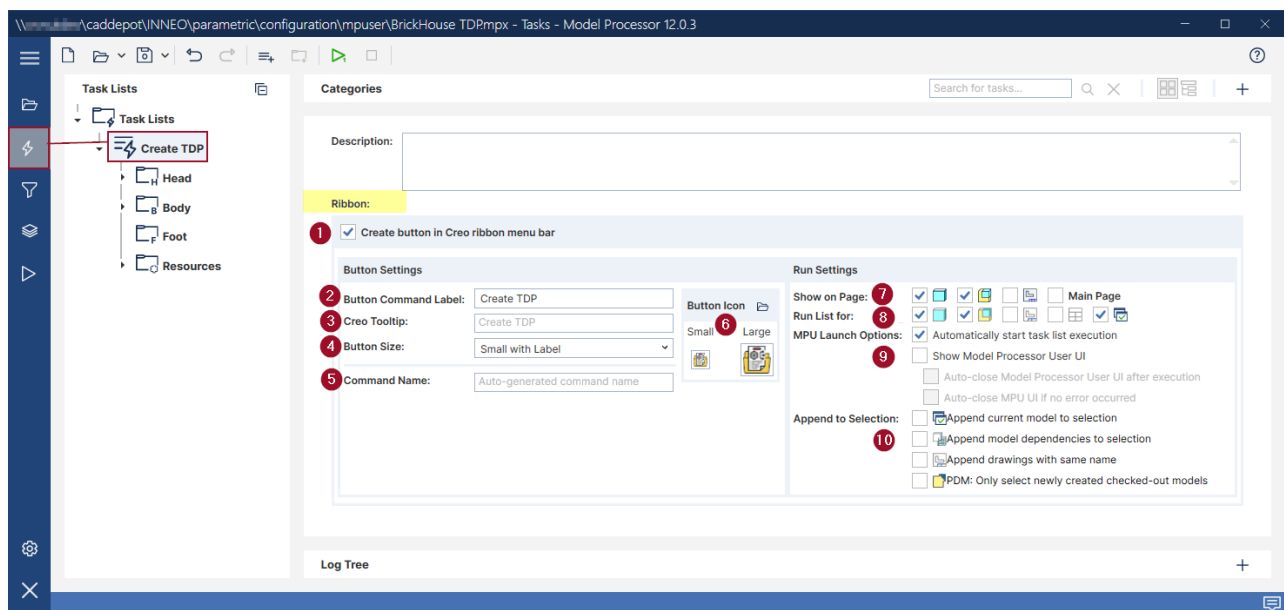 \caddepot\INNEO\parametric\configuration\mpuser\BrickHouse TDP.mpx - Tasks - Model Processor 12.0.3
Task Lists
Categories
Search for tasks...
Task Lists
Create TDP
H Head
B Body
F Foot
Resources
Description:
Ribbon:
1 Create button in Creo ribbon menu bar
Button Settings
Run Settings
2 Button Command Label: Create TDP
3 Creo Tooltip: Create TDP
4 Button Size: Small with Label
5 Command Name: Auto-generated command name
Button Icon
Small 6 Large
Show on Page: 7 Main Page
Run List for: 8
MPU Launch Options: Automatically start task list execution
9 Show Model Processor User UI
Auto-close Model Processor User UI after execution
Auto-close MPU UI if no error occurred
Append to Selection: Append current model to selection
10 Append model dependencies to selection
Append drawings with same name
PDM: Only select newly created checked-out models
Log Tree